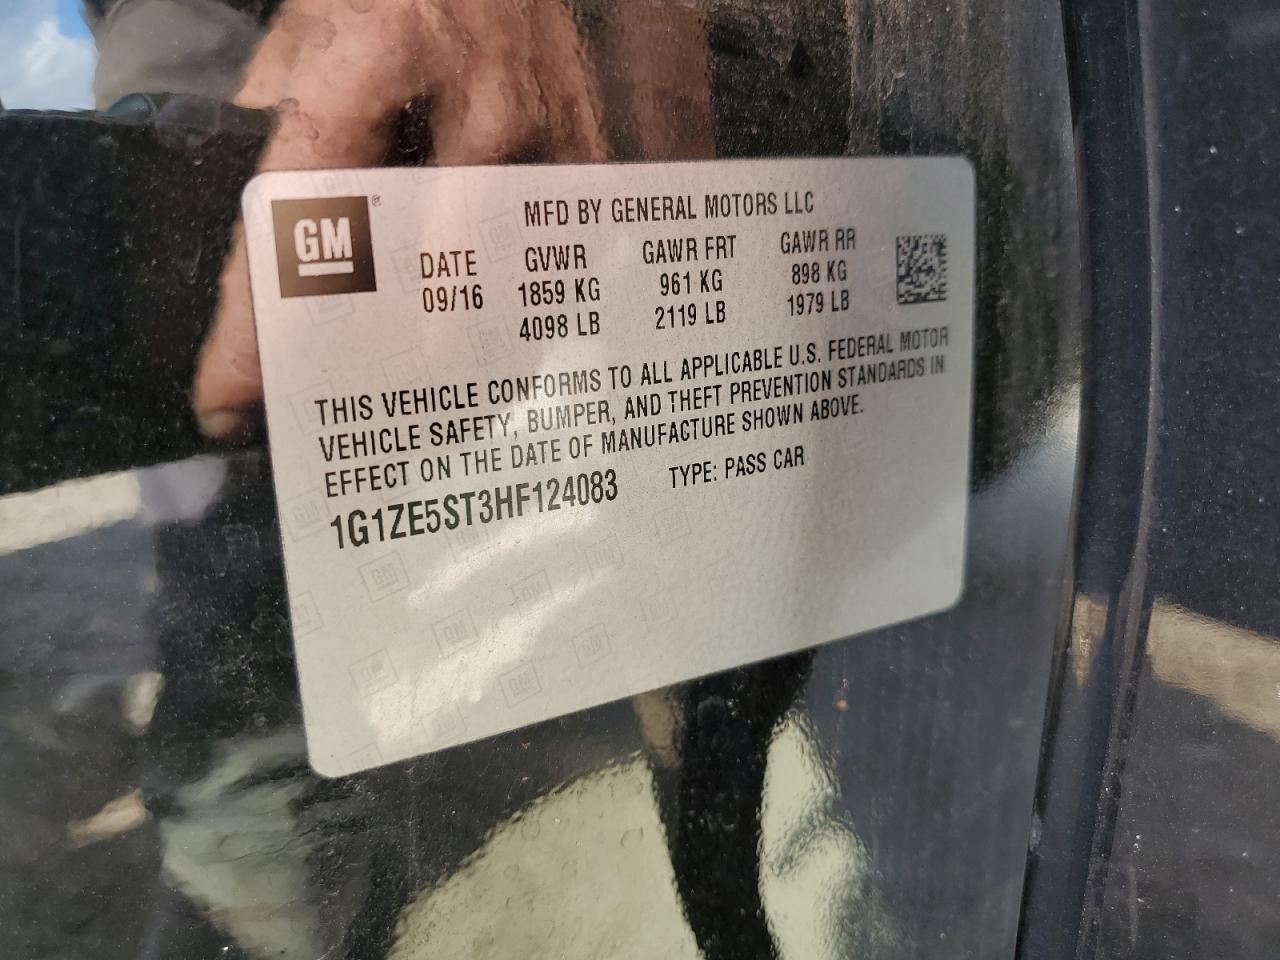 GM ®
MFD BY GENERAL MOTORS LLC
DATE GVWR GAWR FRT GAWR RR
09/16 1859 KG 961 KG 898 KG
4098 LB 2119 LB 1979 LB
THIS VEHICLE CONFORMS TO ALL APPLICABLE U.S. FEDERAL MOTOR
VEHICLE SAFETY, BUMPER, AND THEFT PREVENTION STANDARDS IN
EFFECT ON THE DATE OF MANUFACTURE SHOWN ABOVE.
1G1ZE5ST3HF124083 TYPE: PASS CAR